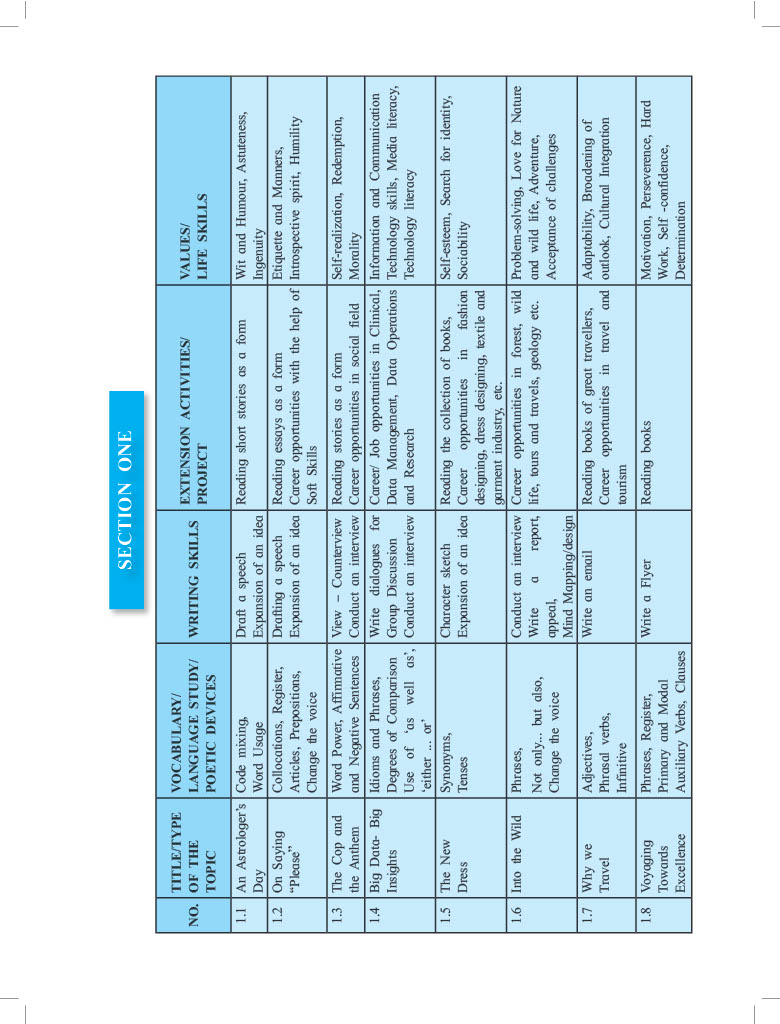 SECTION ONE
NO.
TITLE/TYPE
OF THE
TOPIC
VOCABULARY/
LANGUAGE STUDY/
POETIC DEVICES
WRITING SKILLS
EXTENSION ACTIVITIES/
PROJECT
VALUES/
LIFE SKILLS
1.1
An Astrologer's
Day
Code mixing,
Word Usage
Draft a speech
Expansion of an idea
Reading short stories as a form
Wit and Humour, Astuteness,
Ingenuity
1.2
On Saying
“Please”
Collocations, Register,
Articles, Prepositions,
Change the voice
Drafting a speech
Expansion of an idea
Reading essays as a form
Career opportunities with the help of
Soft Skills
Etiquette and Manners,
Introspective spirit, Humility
1.3
The Cop and
the Anthem
Word Power, Affirmative
and Negative Sentences
View – Counterview
Conduct an interview
Reading stories as a form
Career opportunities in social field
Self-realization, Redemption,
Morality
1.4
Big Data- Big
Insights
Idioms and Phrases,
Degrees of Comparison
Use of ‘as well as’,
‘either ... or’
Write dialogues for
Group Discussion
Conduct an interview
Career/ Job opportunities in Clinical,
Data Management, Data Operations
and Research
Information and Communication
Technology skills, Media literacy,
Technology literacy
1.5
The New
Dress
Synonyms,
Tenses
Character sketch
Expansion of an idea
Reading the collection of books,
Career opportunities in fashion
designing, dress designing, textile and
garment industry, etc.
Self-esteem, Search for identity,
Sociability
1.6
Into the Wild
Phrases,
Not only... but also,
Change the voice
Conduct an interview
Write a report,
appeal,
Mind Mapping/design
Career opportunities in forest, wild
life, tours and travels, geology etc.
Problem-solving, Love for Nature
and wild life, Adventure,
Acceptance of challenges
1.7
Why we
Travel
Adjectives,
Phrasal verbs,
Infinitive
Write an email
Reading books of great travellers,
Career opportunities in travel and
tourism
Adaptability, Broadening of
outlook, Cultural Integration
1.8
Voyaging
Towards
Excellence
Phrases, Register,
Primary and Modal
Auxiliary Verbs, Clauses
Write a Flyer
Reading books
Motivation, Perseverence, Hard
Work, Self -confidence,
Determination